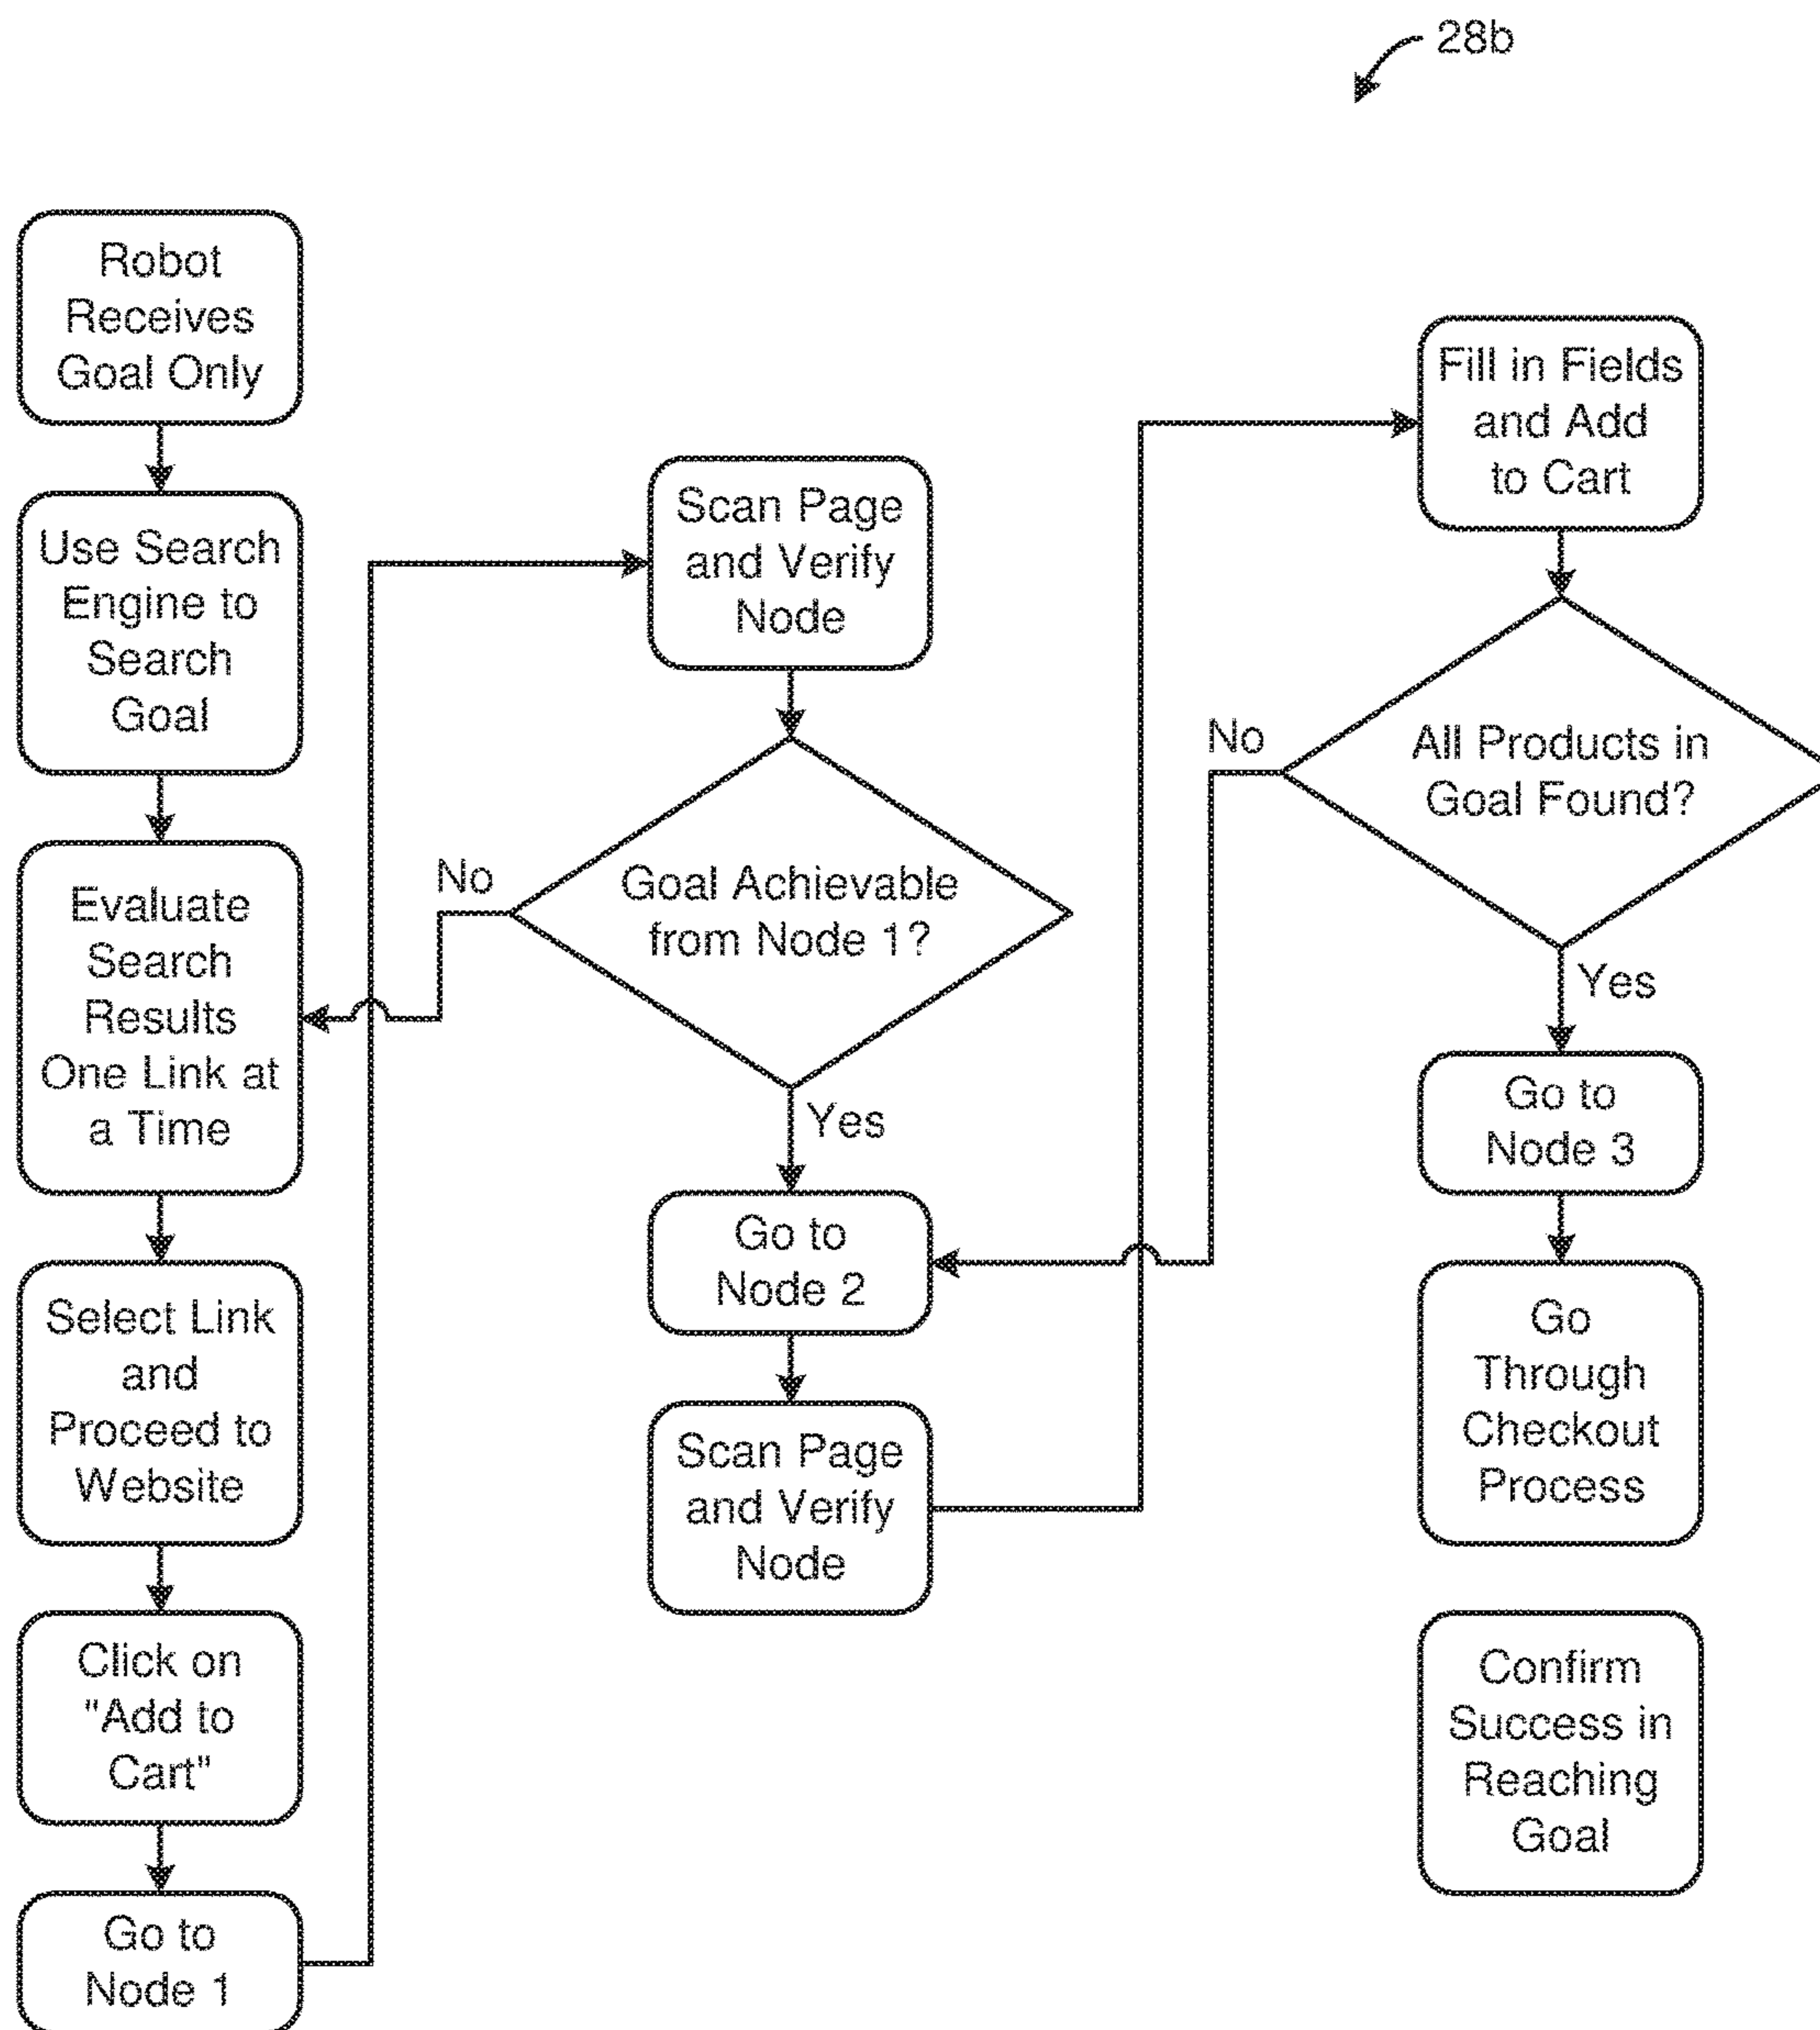 28b
Robot
Receives
Goal Only
Use Search
Engine to
Search
Goal
Evaluate
Search
Results
One Link at
a Time
Select Link
and
Proceed to
Website
Click on
"Add to
Cart"
Go to
Node 1
Scan Page
and Verify
Node
Goal Achievable
from Node 1?
No
Yes
Go to
Node 2
Scan Page
and Verify
Node
Fill in Fields
and Add
to Cart
All Products in
Goal Found?
No
Yes
Go to
Node 3
Go
Through
Checkout
Process
Confirm
Success in
Reaching
Goal